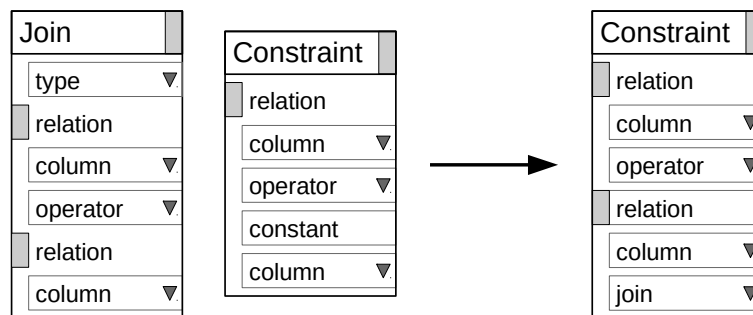 Join
type
relation
column
operator
relation
column
Constraint
relation
column
operator
constant
column
Constraint
relation
column
operator
relation
column
join